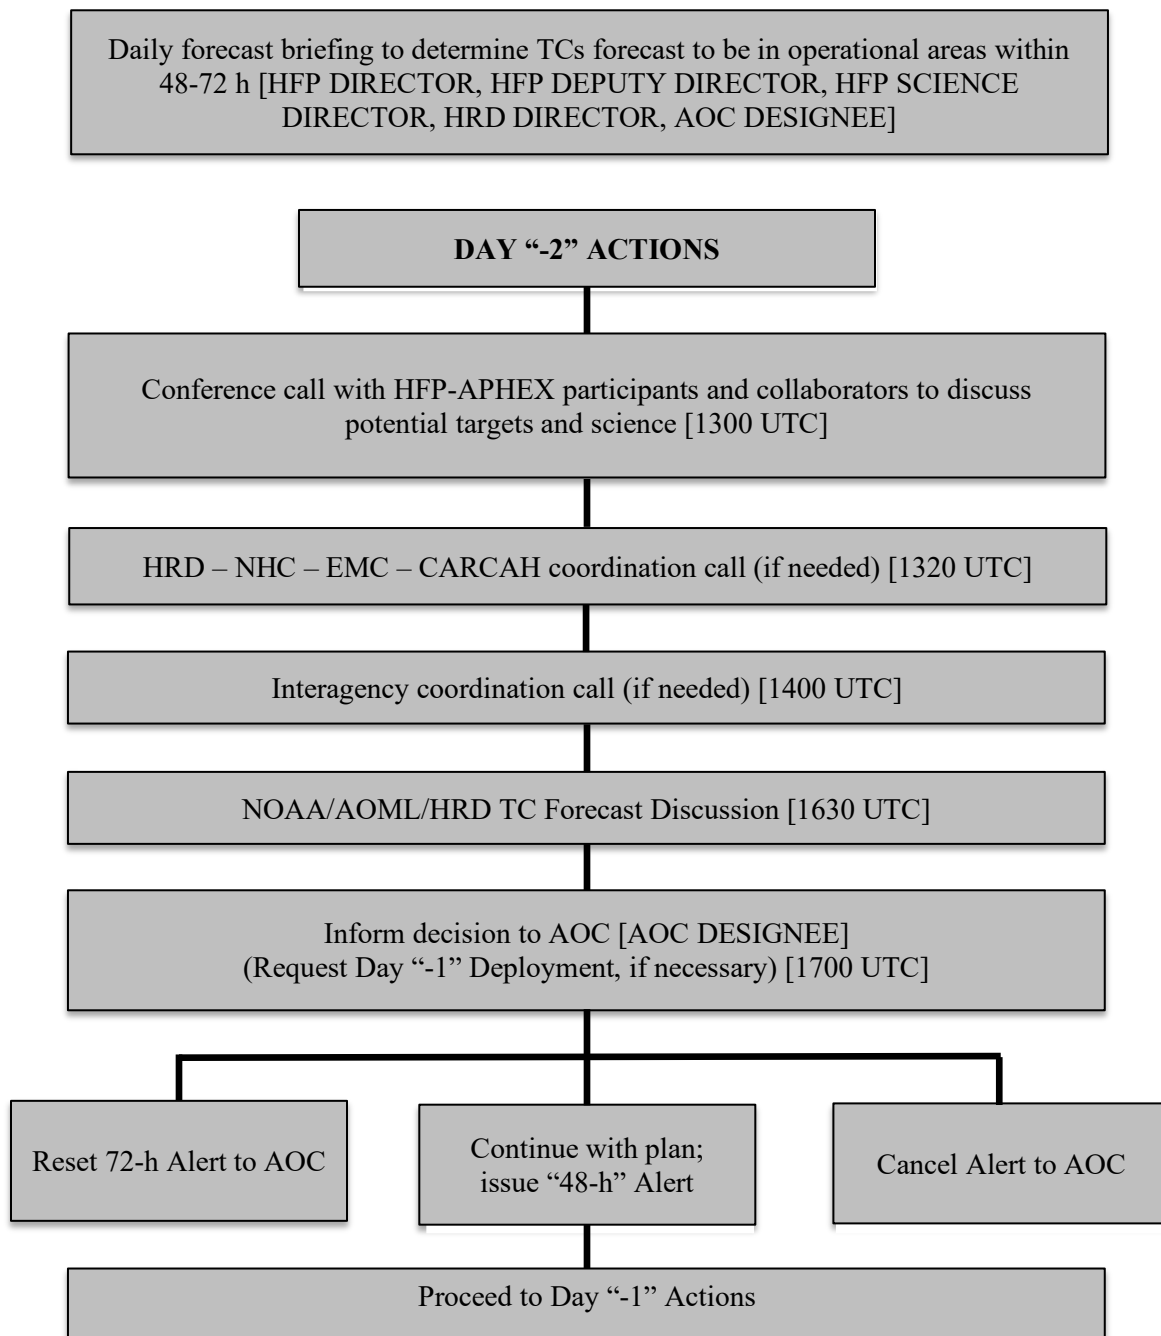 Daily forecast briefing to determine TCs forecast to be in operational areas within
48-72 h [HFP DIRECTOR, HFP DEPUTY DIRECTOR, HFP SCIENCE
DIRECTOR, HRD DIRECTOR, AOC DESIGNEE]
DAY “-2” ACTIONS
Conference call with HFP-APHEX participants and collaborators to discuss
potential targets and science [1300 UTC]
HRD – NHC – EMC – CARCAH coordination call (if needed) [1320 UTC]
Interagency coordination call (if needed) [1400 UTC]
NOAA/AOML/HRD TC Forecast Discussion [1630 UTC]
Inform decision to AOC [AOC DESIGNEE]
(Request Day “-1” Deployment, if necessary) [1700 UTC]
Reset 72-h Alert to AOC
Continue with plan;
issue “48-h” Alert
Cancel Alert to AOC
Proceed to Day “-1” Actions